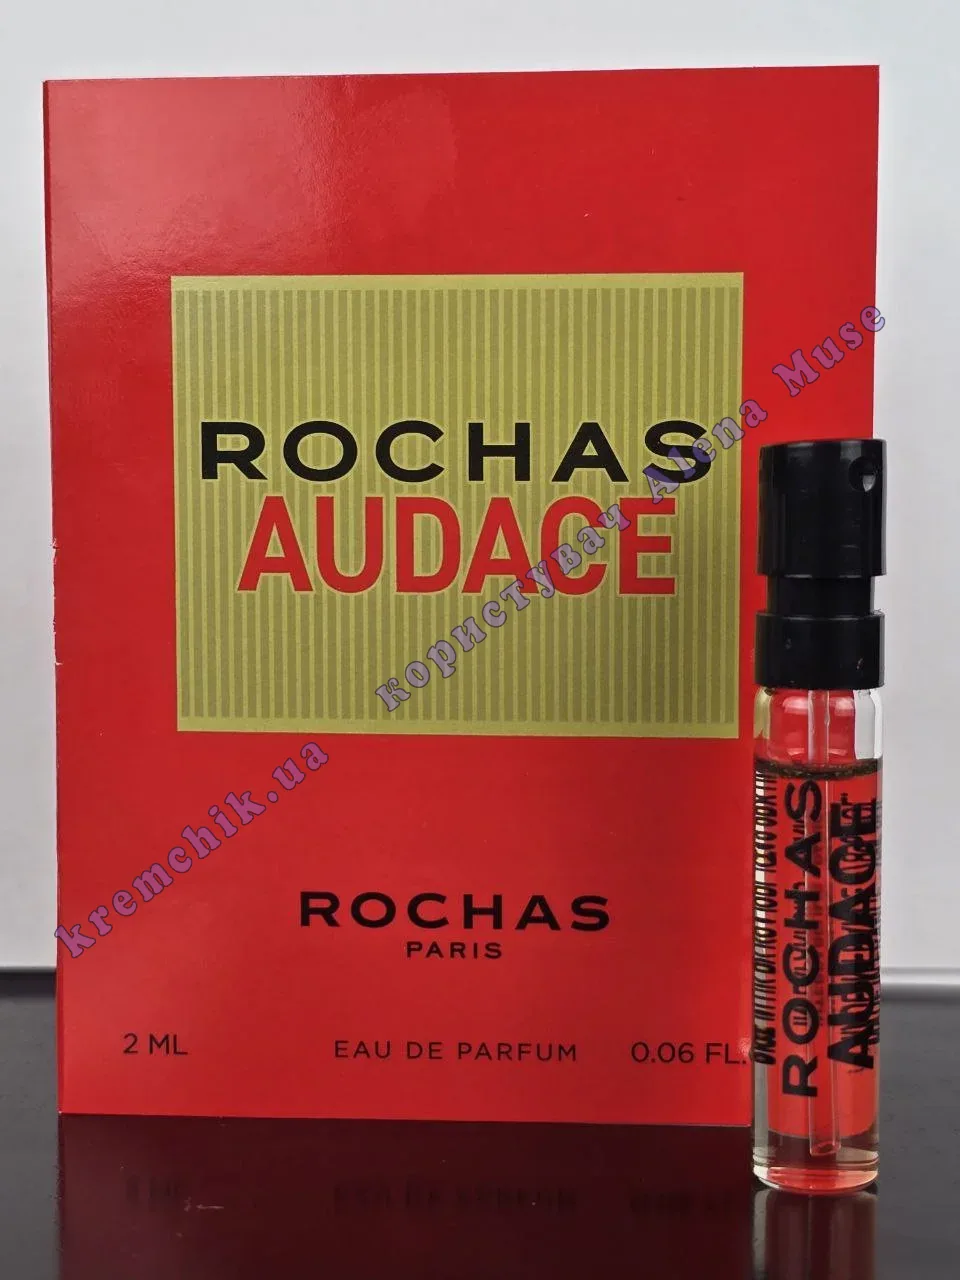 ROCHAS
AUDACE
користувач Alena Muse
kremchik.ua
ROCHAS
PARIS
2 ML
EAU DE PARFUM
0.06 FL.
ROCHAS
AUDACE